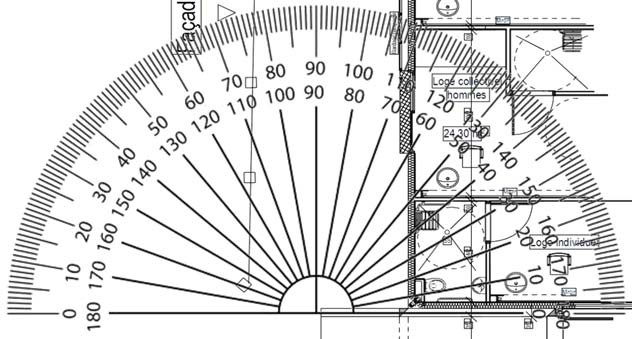 Façad
Loge collective
hommes
24.30 m²
Loge individuel
0 10 20 30 40 50 60 70 80 90 100 110 120 130 140 150 160 170 180
180 170 160 150 140 130 120 110 100 90 80 70 60 50 40 30 20 10 0